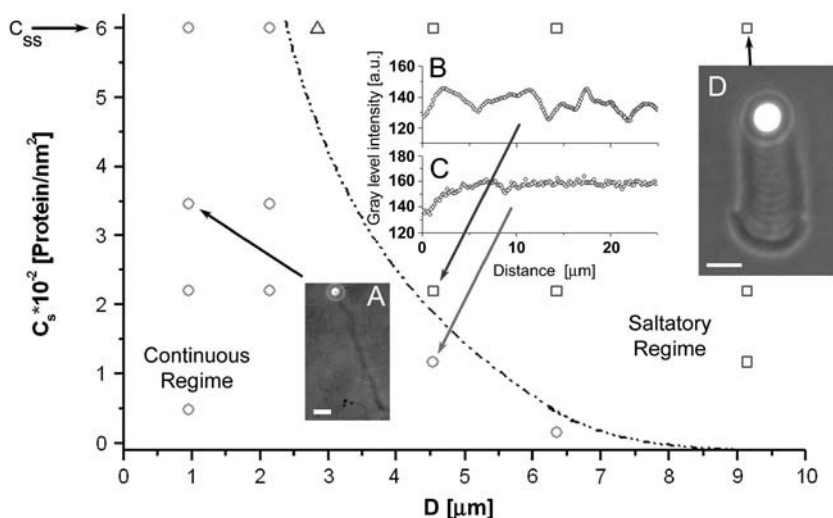 C_SS
6
5
4
3
2
1
0
C_s*10^-2 [Protein/nm^2]
160
140
120
B
160
140
120
C
Gray level intensity [a.u.]
0 10 20
Distance [μm]
D
A
Continuous
Regime
Saltatory
Regime
0 1 2 3 4 5 6 7 8 9 10
D [μm]